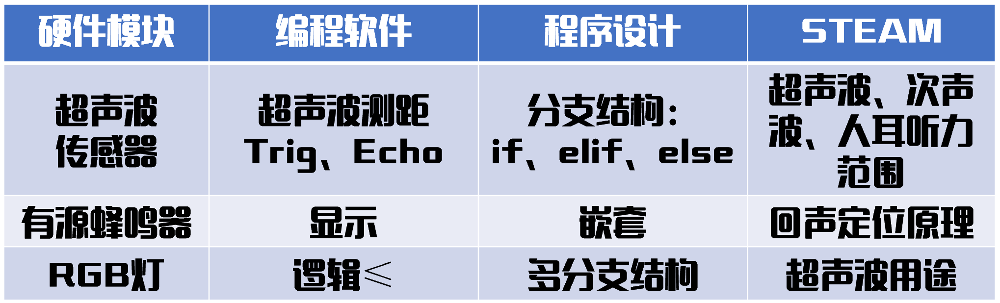 硬件模块
编程软件
程序设计
STEAM
超声波
传感器
超声波测距
Trig、Echo
分支结构：
if、elif、else
超声波、次声
波、人耳听力
范围
有源蜂鸣器
显示
嵌套
回声定位原理
RGB灯
逻辑≤
多分支结构
超声波用途